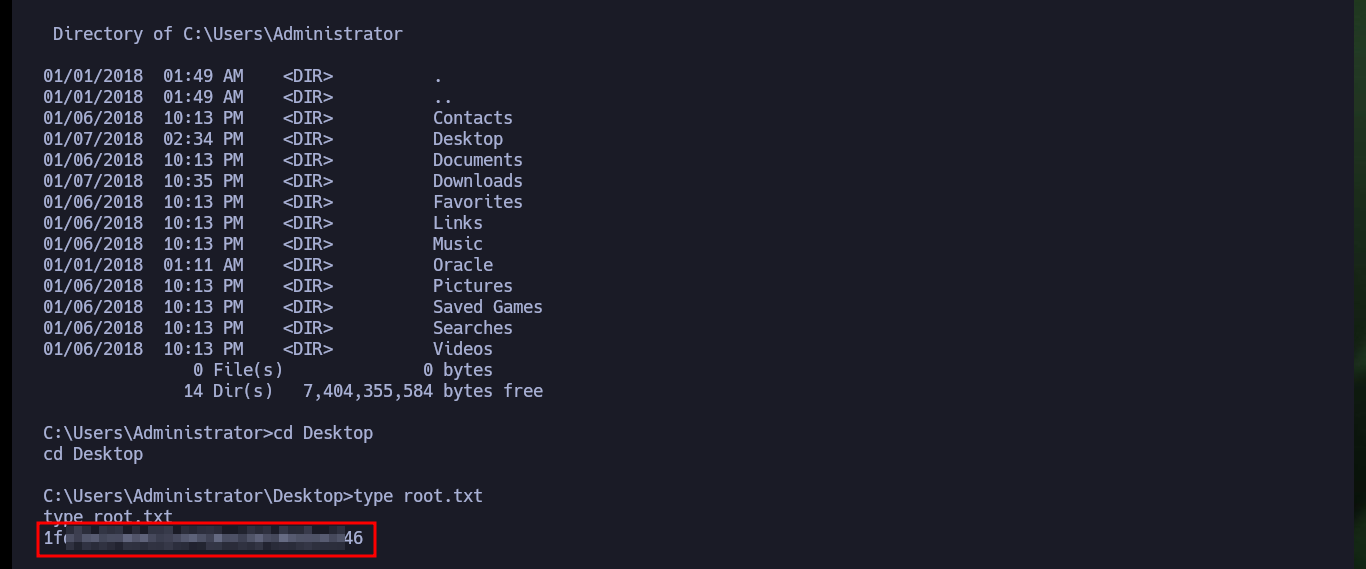 Directory of C:\Users\Administrator
01/01/2018  01:49 AM    <DIR>          .
01/01/2018  01:49 AM    <DIR>          ..
01/06/2018  10:13 PM    <DIR>          Contacts
01/07/2018  02:34 PM    <DIR>          Desktop
01/06/2018  10:13 PM    <DIR>          Documents
01/07/2018  10:35 PM    <DIR>          Downloads
01/06/2018  10:13 PM    <DIR>          Favorites
01/06/2018  10:13 PM    <DIR>          Links
01/06/2018  10:13 PM    <DIR>          Music
01/01/2018  01:11 AM    <DIR>          Oracle
01/06/2018  10:13 PM    <DIR>          Pictures
01/06/2018  10:13 PM    <DIR>          Saved Games
01/06/2018  10:13 PM    <DIR>          Searches
01/06/2018  10:13 PM    <DIR>          Videos
               0 File(s)              0 bytes
              14 Dir(s)   7,404,355,584 bytes free
C:\Users\Administrator>cd Desktop
cd Desktop
C:\Users\Administrator\Desktop>type root.txt
type root.txt